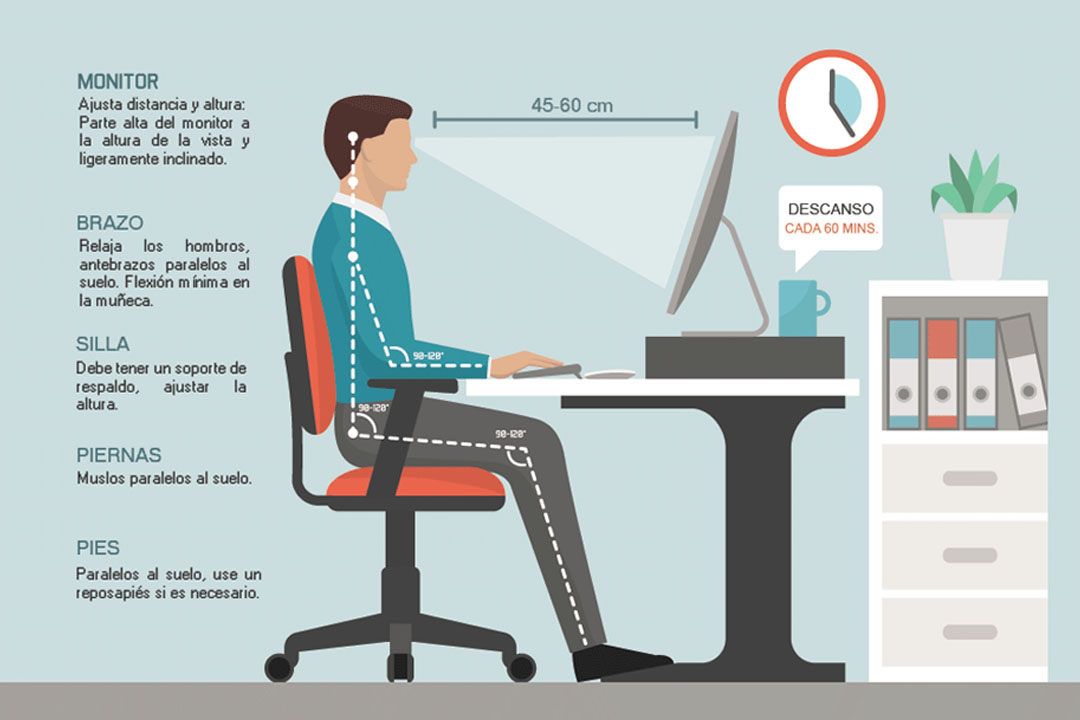 MONITOR
Ajusta distancia y altura:
Parte alta del monitor a
la altura de la vista y
ligeramente inclinado.
BRAZO
Relaja los hombros,
antebrazos paralelos al
suelo. Flexión mínima en
la muñeca.
SILLA
Debe tener un soporte de
respaldo, ajustar la
altura.
PIERNAS
Muslos paralelos al suelo.
PIES
Paralelos al suelo, use un
reposapiés si es necesario.
45-60 cm
DESCANSO
CADA 60 MINS.
90-120°
90-120°
90-120°